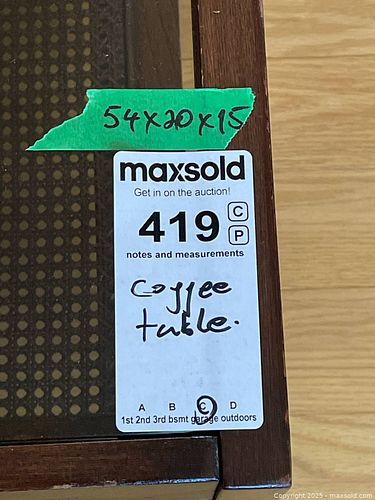 54x20x15
maxsold
Get in on the auction!
419 C P
notes and measurements
Coffee
table.
A B C D
1st 2nd 3rd bsmt garage outdoors
Copyright 2025 - maxsold.com